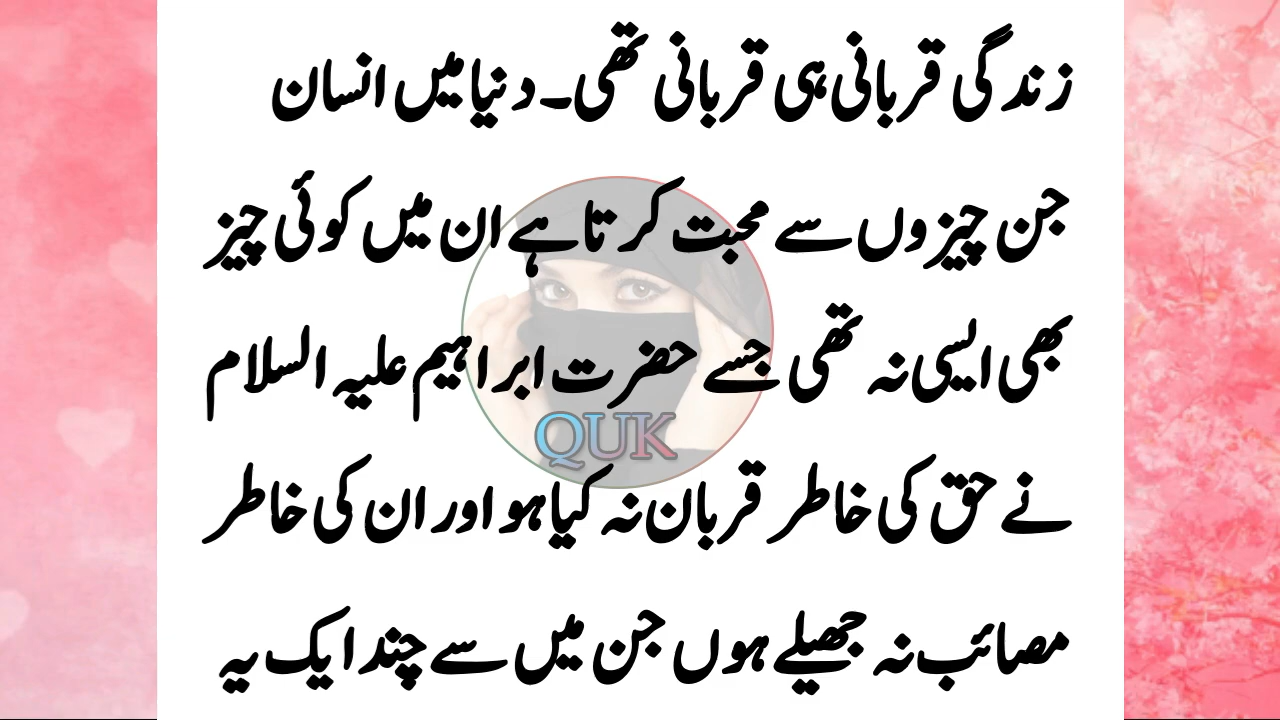 زندگی قربانی ہی قربانی تھی۔ دنیا میں انسان
جن چیزوں سے محبت کرتا ہے ان میں کوئی چیز
بھی ایسی نہ تھی جسے حضرت ابراہیم علیہ السلام
QUK
نے حق کی خاطر قربان نہ کیا ہو اور ان کی خاطر
مصائب نہ جھیلے ہوں جن میں سے چند ایک یہ